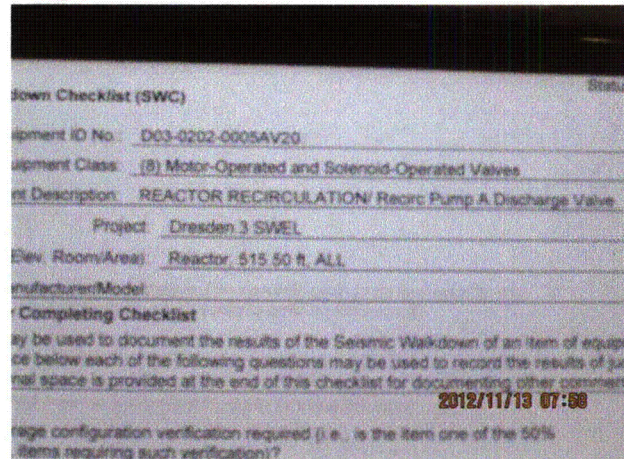 Statu
down Checklist (SWC)
ipment ID No.: D03-0202-0005AV20
uipment Class: (8) Motor-Operated and Solenoid-Operated Valves
nt Description: REACTOR RECIRCULATION/ Recirc Pump A Discharge Valve
Project: Dresden 3 SWEL
Elev, Room/Area): Reactor, 515.50 ft, ALL
anufacturer/Model:
Completing Checklist
ay be used to document the results of the Seismic Walkdown of an item of equip
ce below each of the following questions may be used to record the results of ju
nal space is provided at the end of this checklist for documenting other comment
2012/11/13 07:58
rage configuration verification required (i.e., is the item one of the 50%
items requiring such verification)?